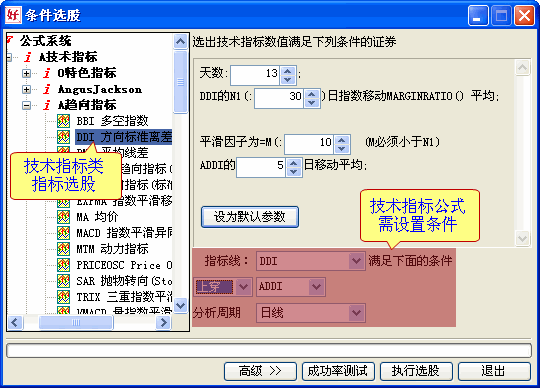 好 条件选股
公式系统
选出技术指标数值满足下列条件的证券
A技术指标
O特色指标
AngusJackson
A趋向指标
BBI 多空指数
DDI 方向标准离差
平均线差
趋向指标(
指标(标准
EXPMA 指数平滑移
MA 均价
MACD 指数平滑异同
MTM 动力指标
PRICEOSC Price O
SAR 抛物转向(Sto
TRIX 三重指数平滑
VMACD 量指数平滑
技术指标类
指标选股
天数: 13 ;
DDI的N1(: 30 )日指数移动MARGINRATIO() 平均;
平滑因子为=M(: 10 (M必须小于N1)
ADDI的 5 日移动平均;
设为默认参数
技术指标公式
需设置条件
指标线: DDI 满足下面的条件
上穿 ADDI
分析周期 日线
高级 >> 成功率测试 执行选股 退出